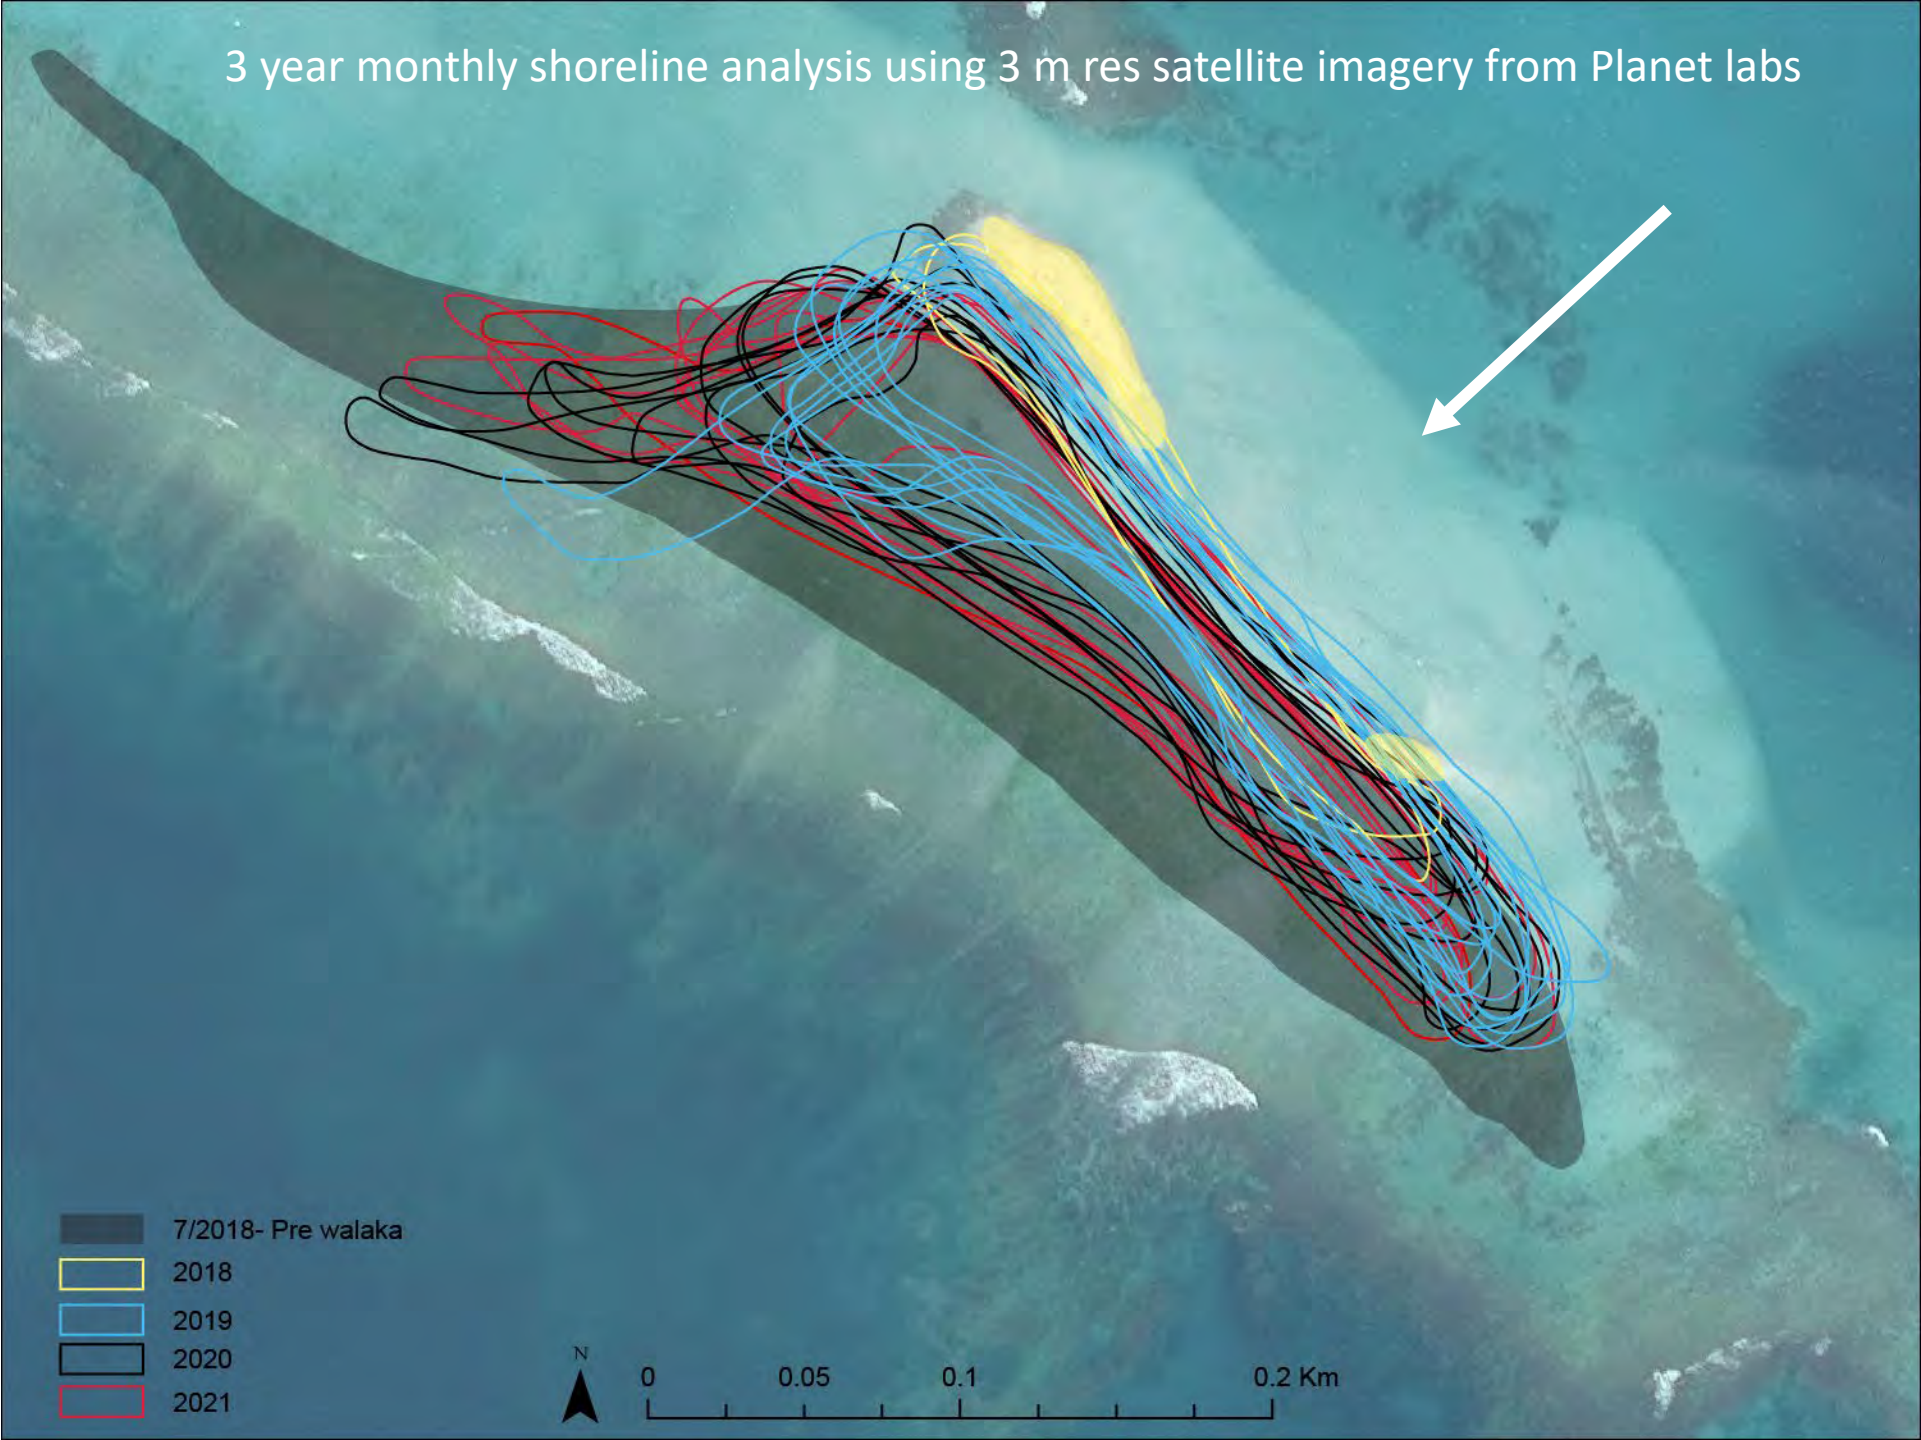 3 year monthly shoreline analysis using 3 m res satellite imagery from Planet labs
7/2018- Pre walaka
2018
2019
2020
2021
N
0 0.05 0.1 0.2 Km